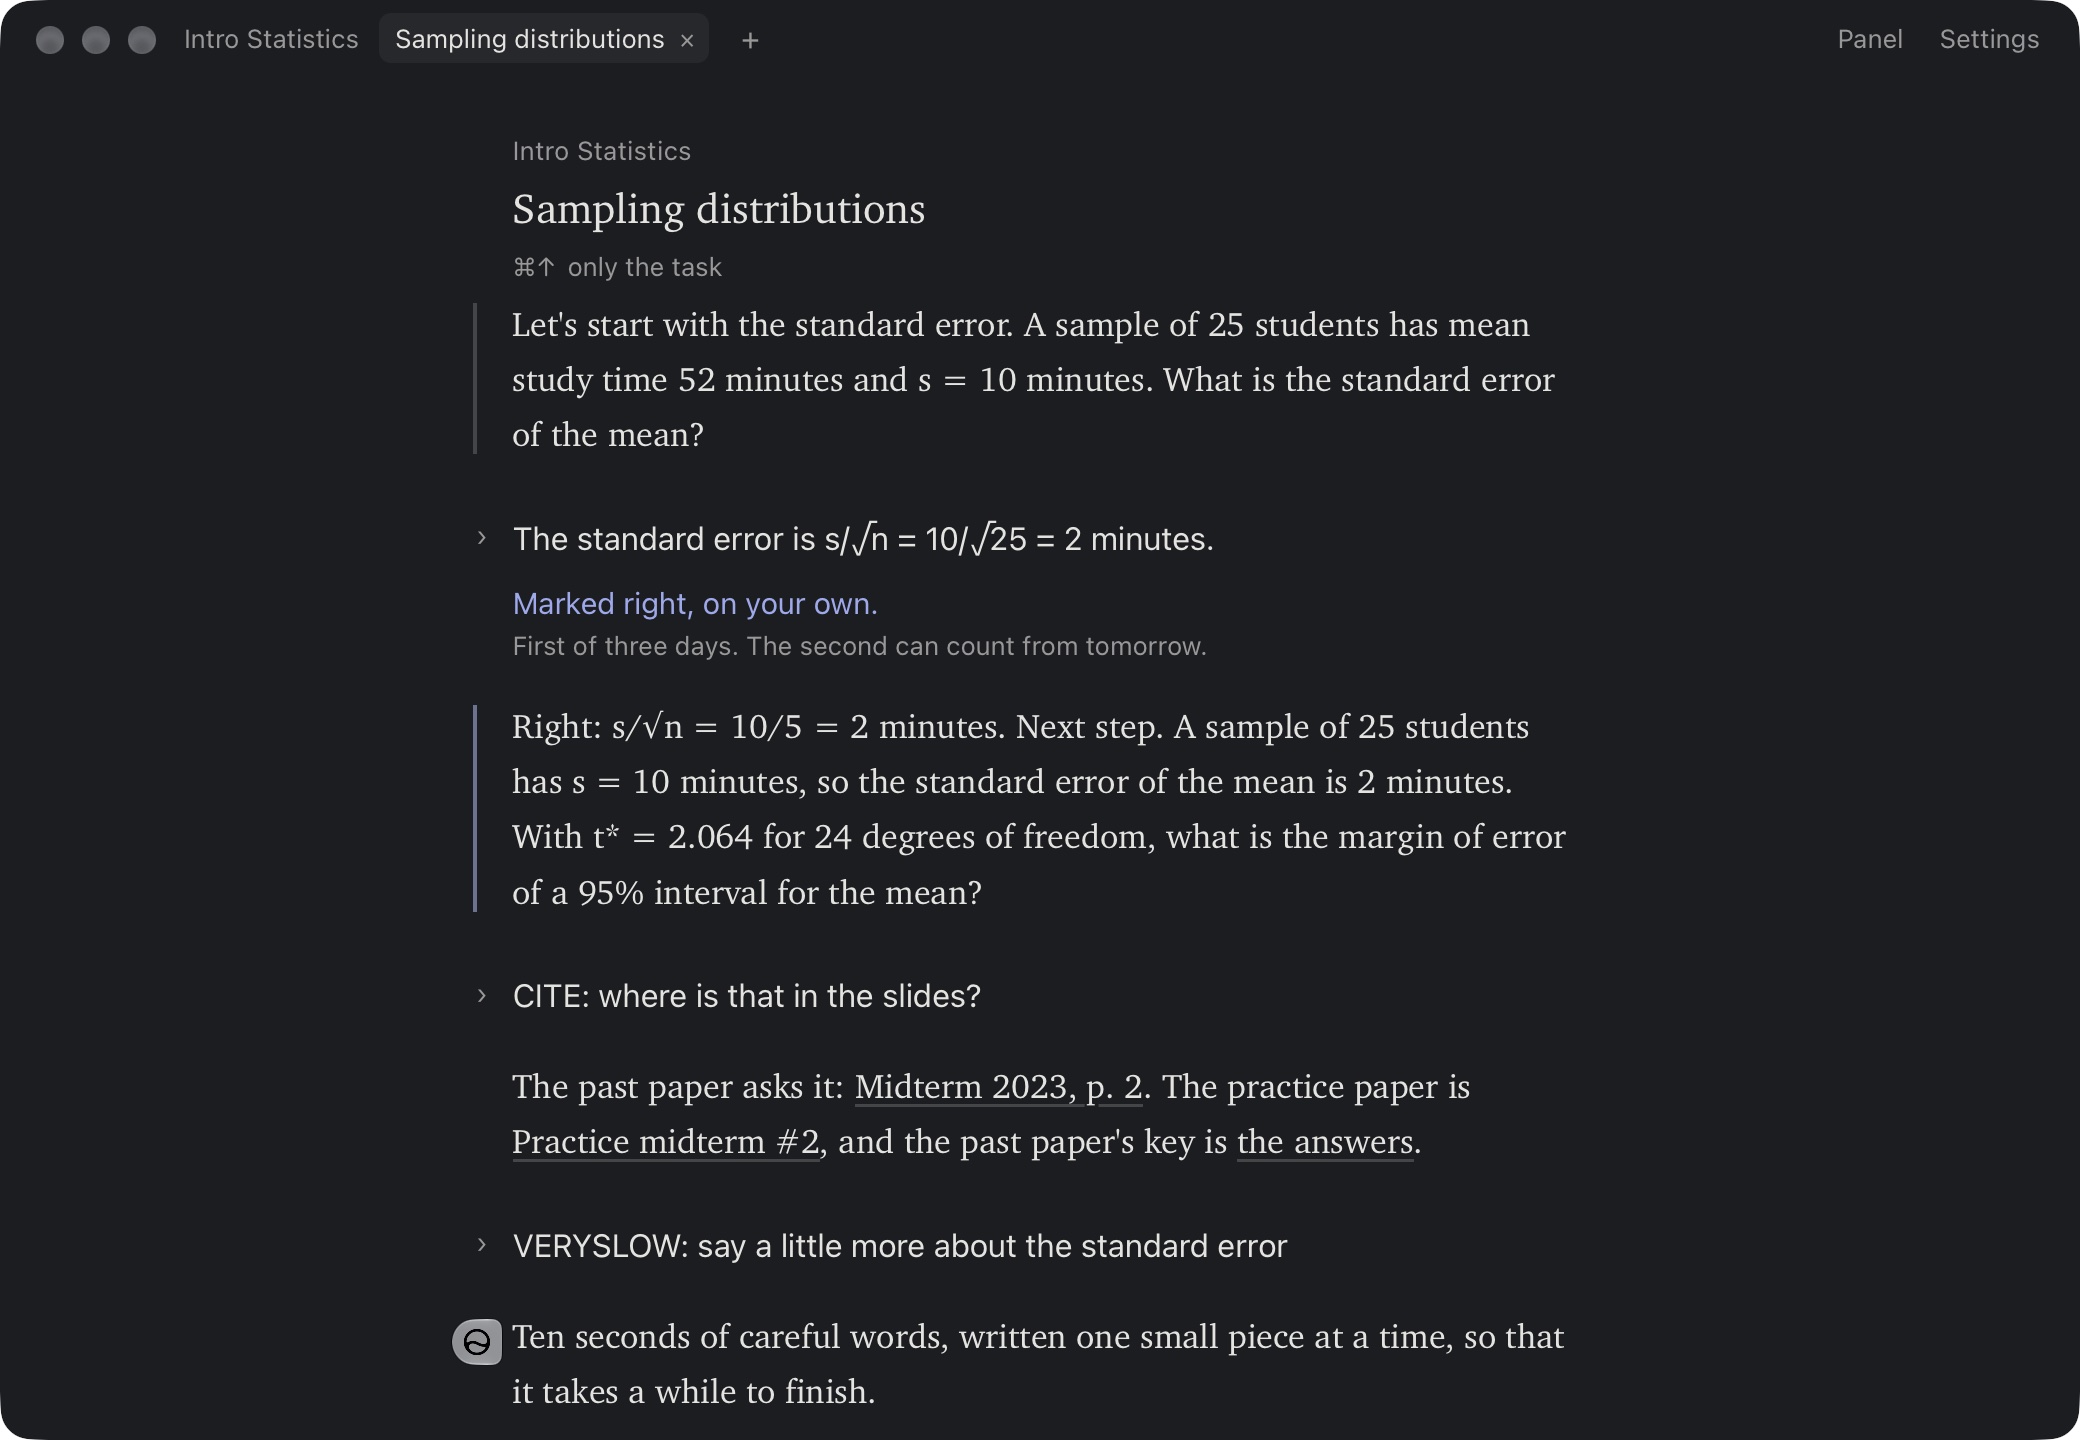 Intro Statistics
Sampling distributions ×
+
Panel
Settings
Intro Statistics
Sampling distributions
⌘↑ only the task
Let's start with the standard error. A sample of 25 students has mean
study time 52 minutes and s = 10 minutes. What is the standard error
of the mean?
› The standard error is s/√n = 10/√25 = 2 minutes.
Marked right, on your own.
First of three days. The second can count from tomorrow.
Right: s/√n = 10/5 = 2 minutes. Next step. A sample of 25 students
has s = 10 minutes, so the standard error of the mean is 2 minutes.
With t* = 2.064 for 24 degrees of freedom, what is the margin of error
of a 95% interval for the mean?
› CITE: where is that in the slides?
The past paper asks it: Midterm 2023, p. 2. The practice paper is
Practice midterm #2, and the past paper's key is the answers.
› VERYSLOW: say a little more about the standard error
Ten seconds of careful words, written one small piece at a time, so that
it takes a while to finish.